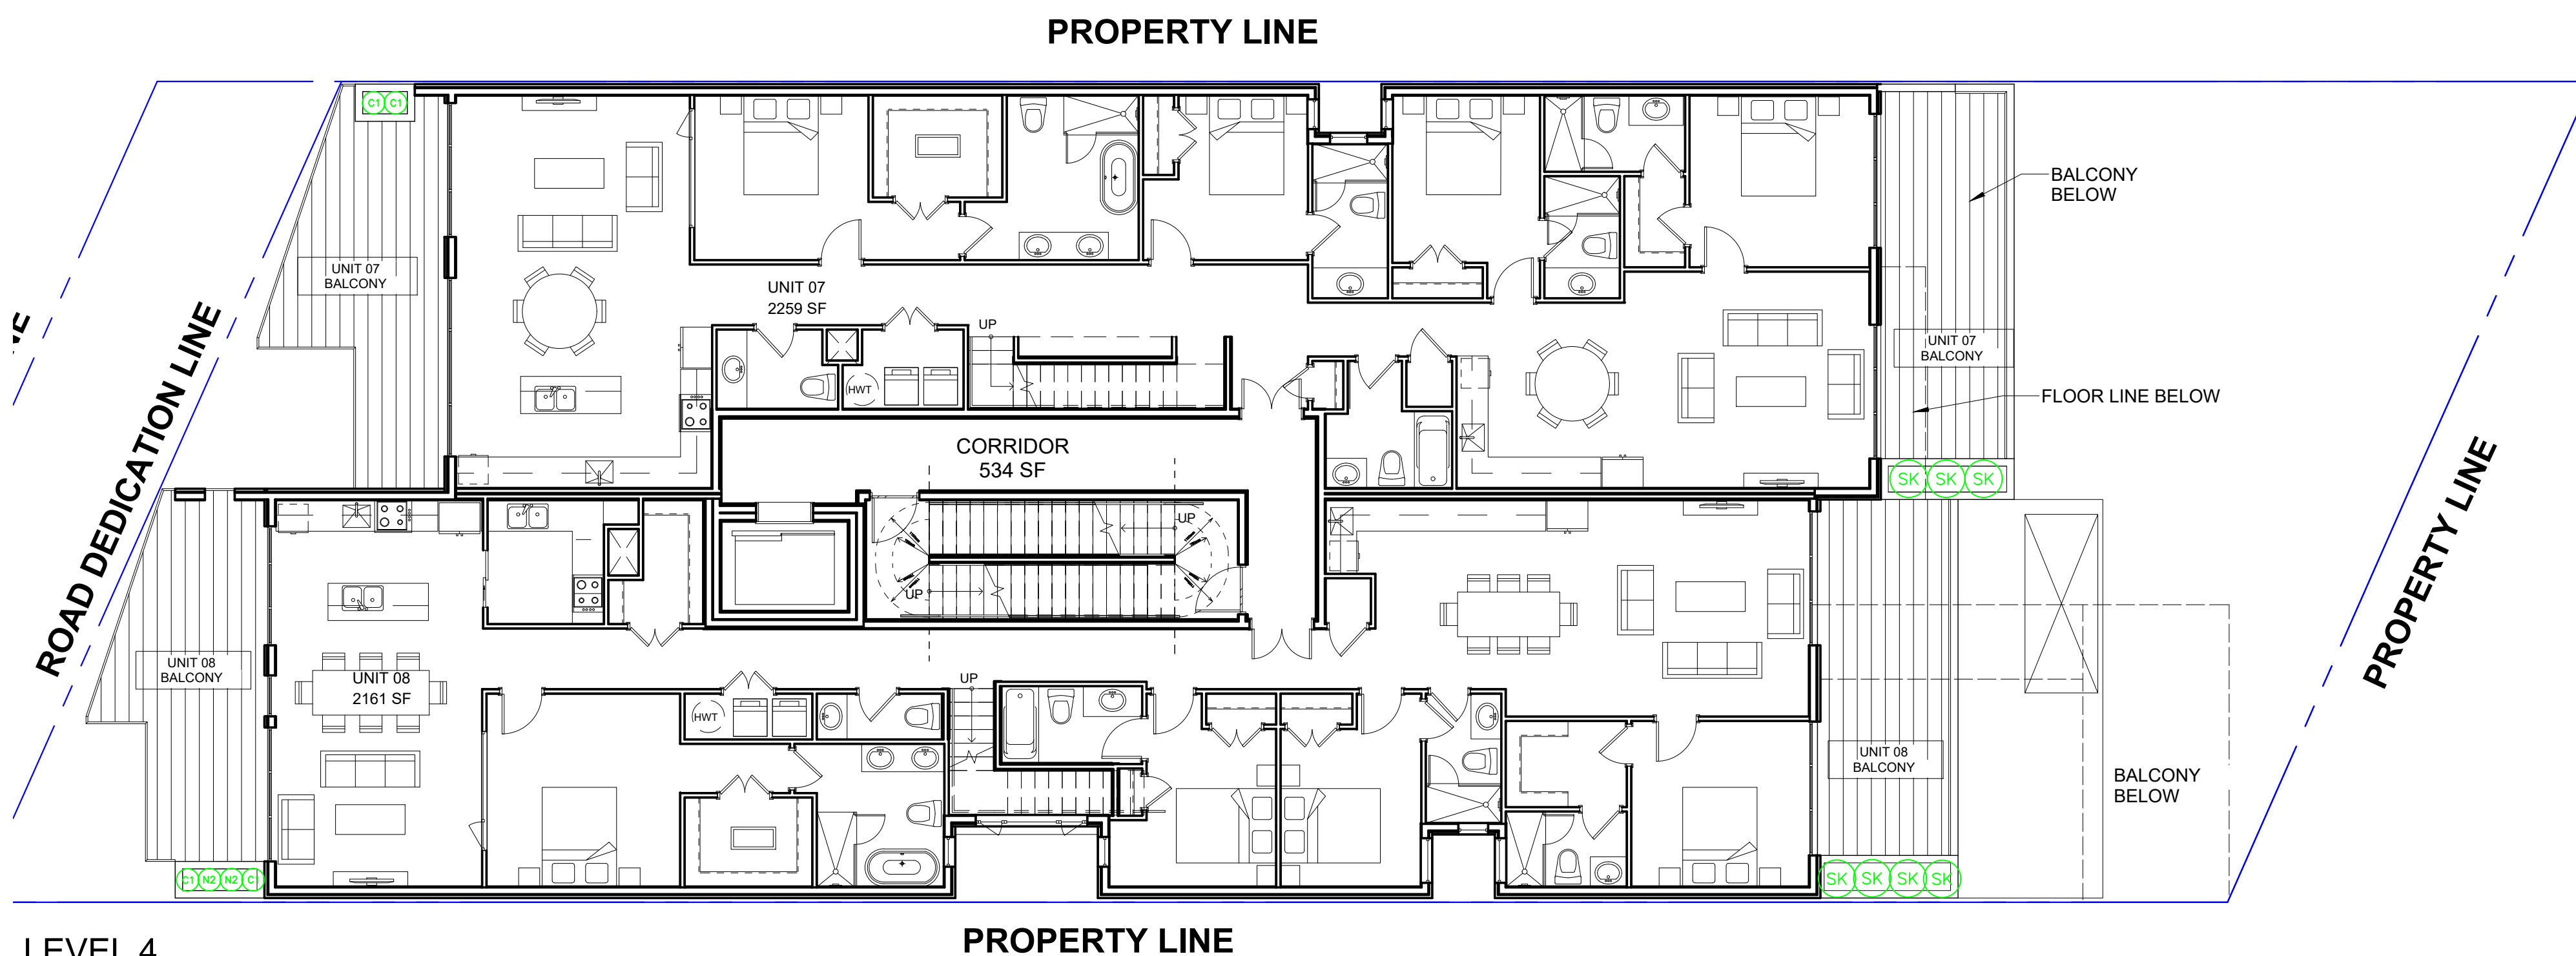 PROPERTY LINE
C1 C1
BALCONY
BELOW
UNIT 07
BALCONY
UNIT 07
2259 SF
UP
UNIT 07
BALCONY
HWT
FLOOR LINE BELOW
ROAD DEDICATION LINE
CORRIDOR
534 SF
SK SK SK
PROPERTY LINE
UP
UP
UNIT 08
BALCONY
UNIT 08
2161 SF
UP
HWT
UNIT 08
BALCONY
BALCONY
BELOW
C1 N2 N2 C
SK SK SK SK
PROPERTY LINE
LEVEL 4